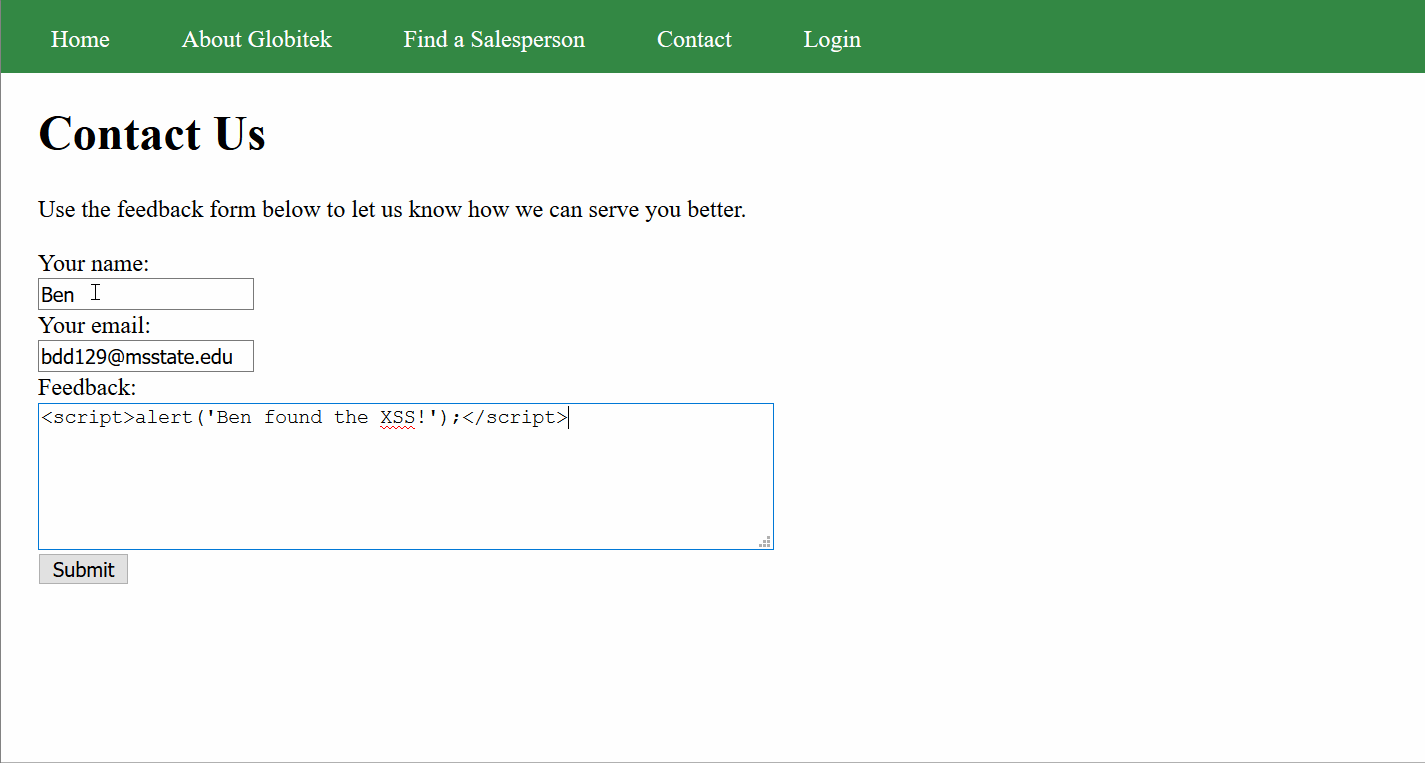 Home About Globitek Find a Salesperson Contact Login
Contact Us
Use the feedback form below to let us know how we can serve you better.
Your name:
Ben
Your email:
bdd129@msstate.edu
Feedback:
<script>alert('Ben found the XSS!');</script>
Submit